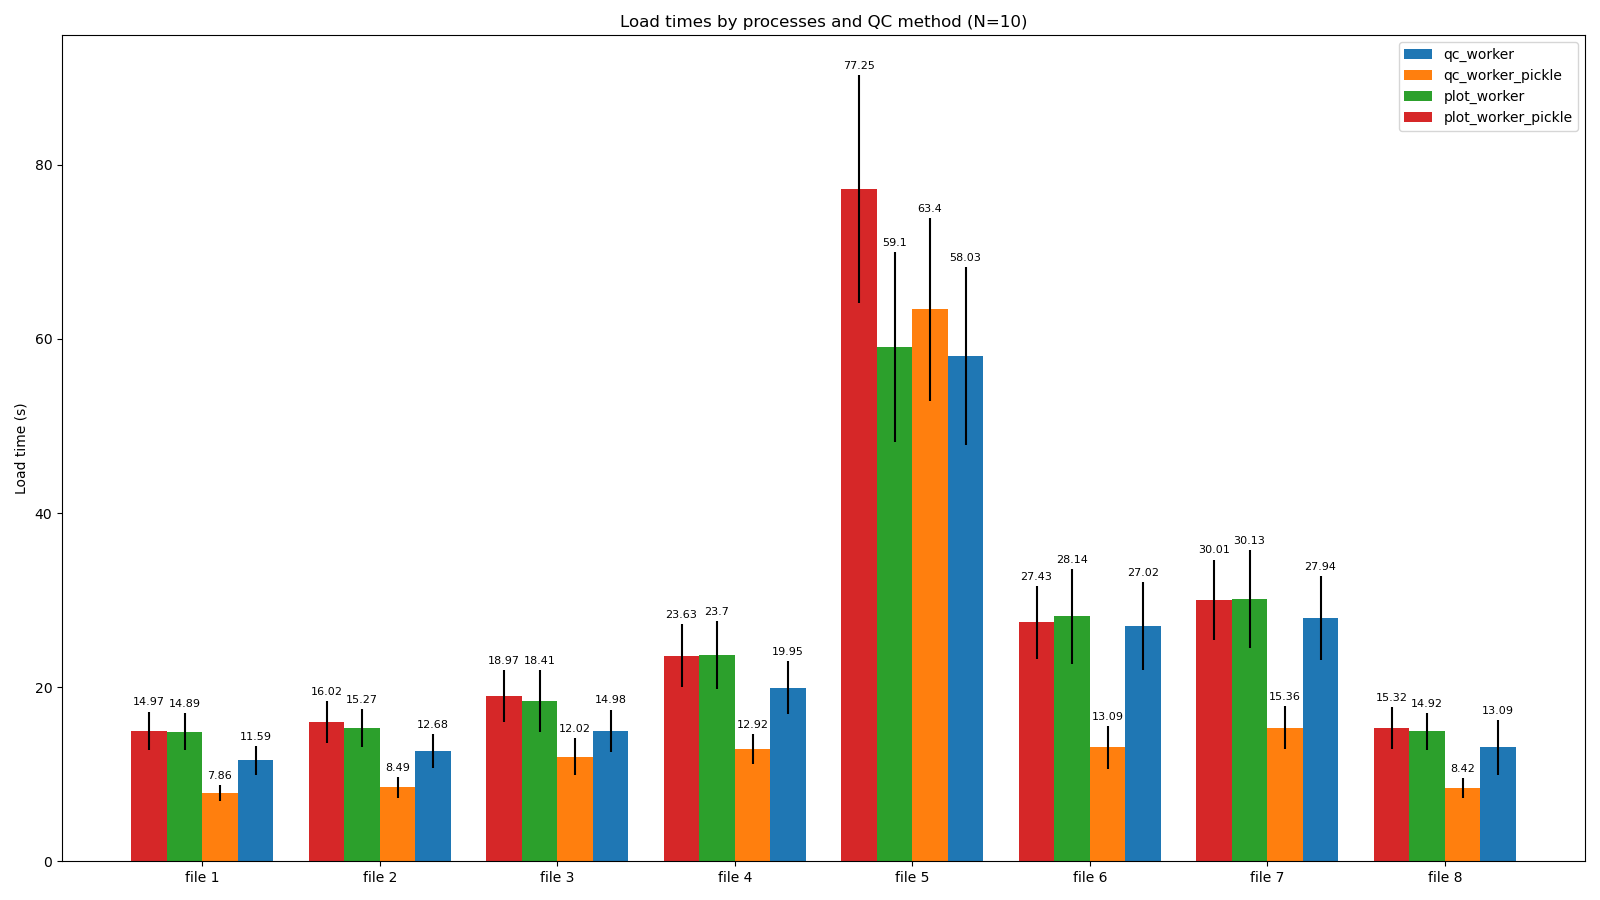 Load times by processes and QC method (N=10)
qc_worker
qc_worker_pickle
plot_worker
plot_worker_pickle
Load time (s)
80
60
40
20
0
14.97 14.89 7.86 11.59
16.02 15.27 8.49 12.68
18.97 18.41 12.02 14.98
23.63 23.7 12.92 19.95
77.25 59.1 63.4 58.03
27.43 28.14 13.09 27.02
30.01 30.13 15.36 27.94
15.32 14.92 8.42 13.09
file 1 file 2 file 3 file 4 file 5 file 6 file 7 file 8